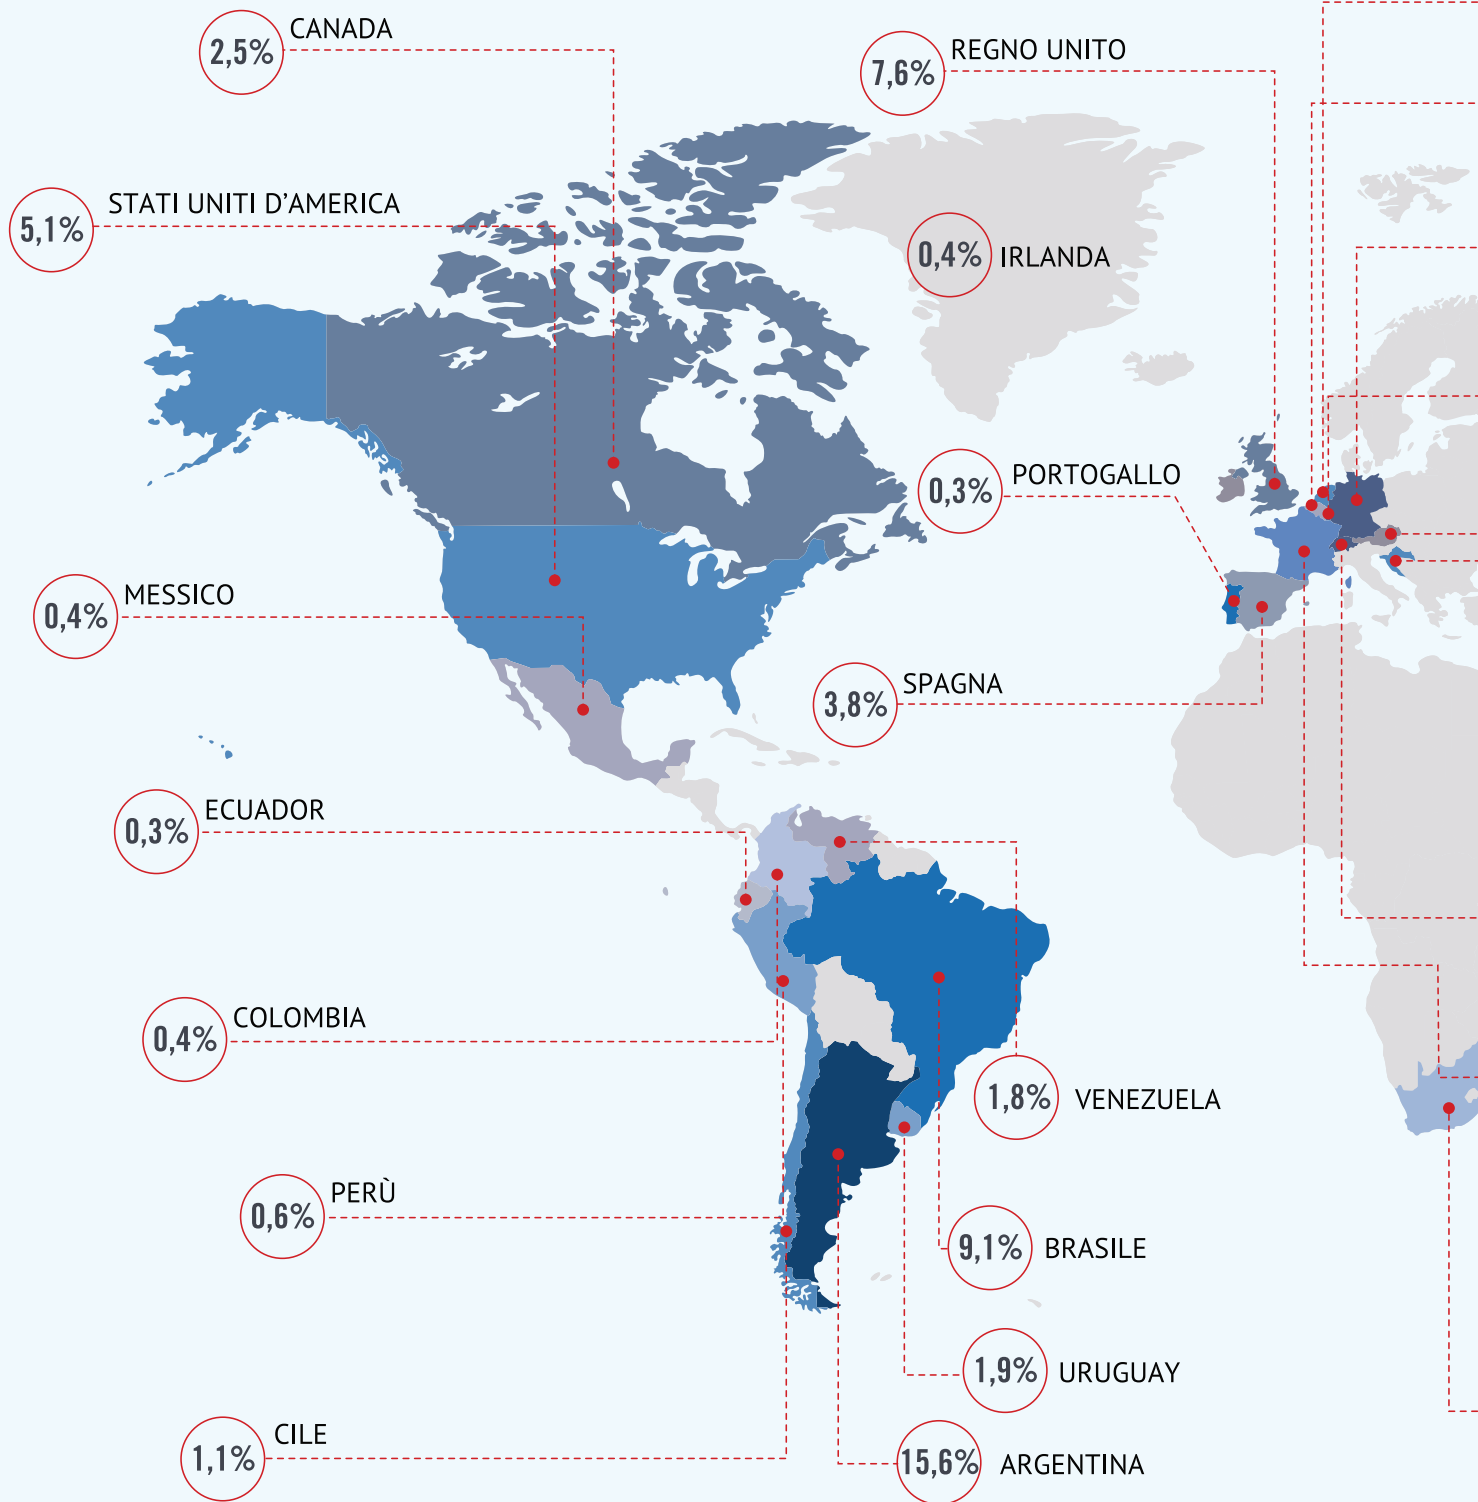 CANADA
2,5%
REGNO UNITO
7,6%
STATI UNITI D'AMERICA
5,1%
0,4% IRLANDA
PORTOGALLO
0,3%
MESSICO
0,4%
SPAGNA
3,8%
ECUADOR
0,3%
COLOMBIA
0,4%
1,8% VENEZUELA
PERÙ
0,6%
9,1% BRASILE
1,9% URUGUAY
CILE
1,1%
15,6% ARGENTINA